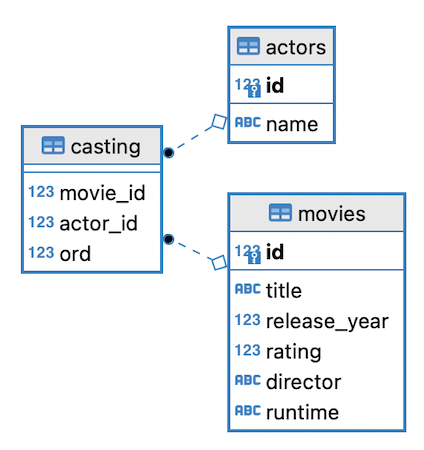 actors
123 id
ABC name
casting
123 movie_id
123 actor_id
123 ord
movies
123 id
ABC title
123 release_year
123 rating
ABC director
ABC runtime